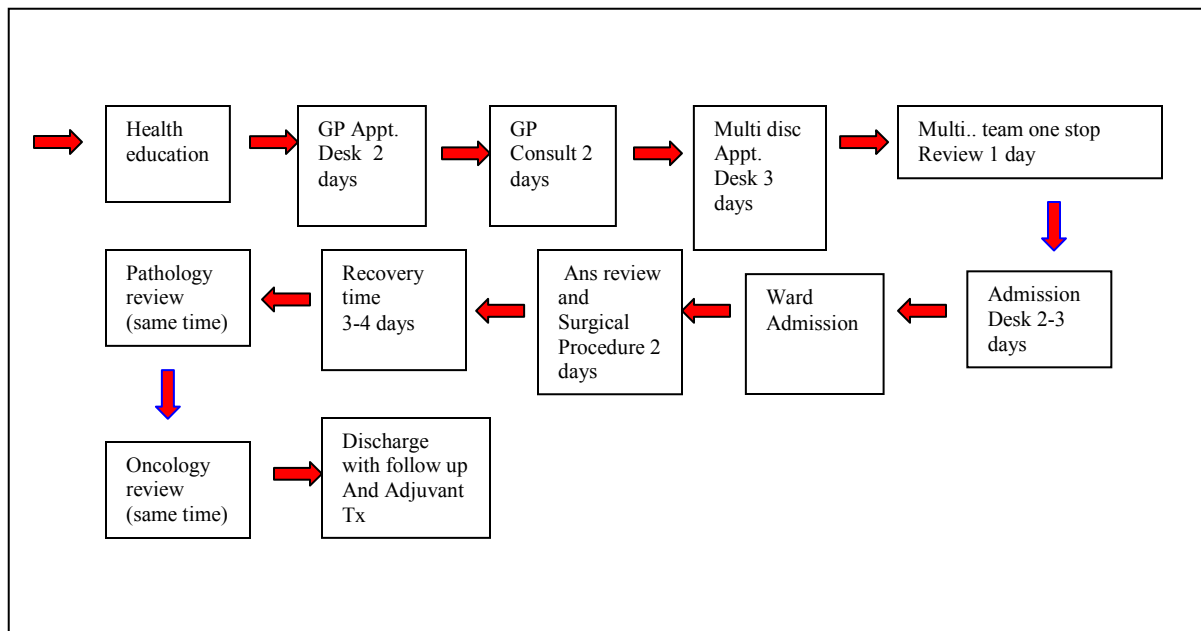 Health
education
GP Appt.
Desk 2
days
GP
Consult 2
days
Multi disc
Appt.
Desk 3
days
Multi.. team one stop
Review 1 day
Admission
Desk 2-3
days
Ward
Admission
Ans review
and
Surgical
Procedure 2
days
Recovery
time
3-4 days
Pathology
review
(same time)
Oncology
review
(same time)
Discharge
with follow up
And Adjuvant
Tx